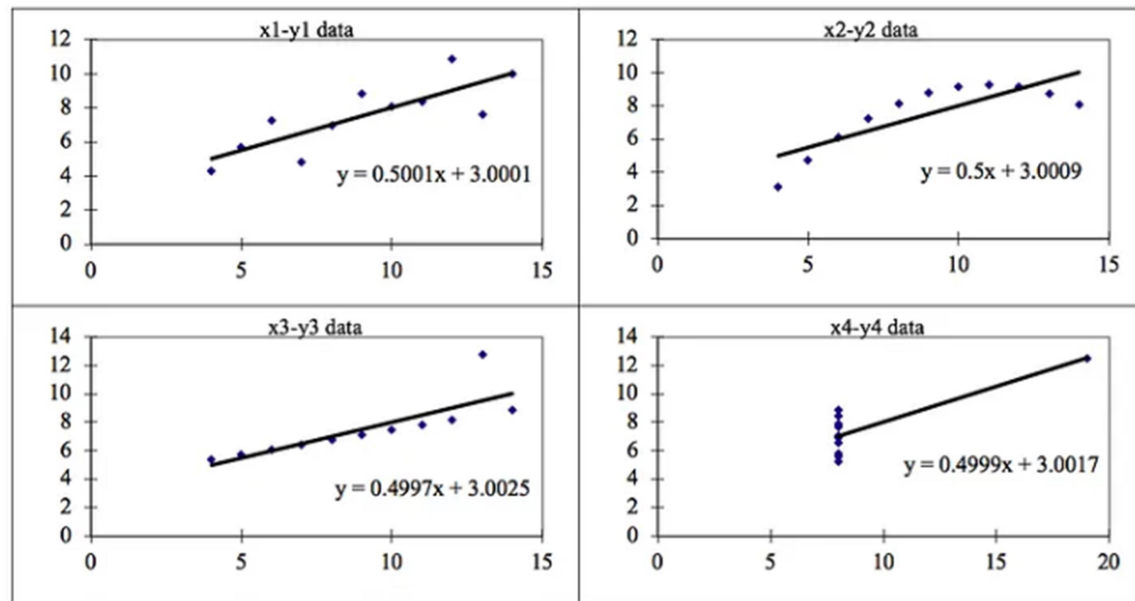 x1-y1 data
12
10
8
6
4
2
0
y = 0.5001x + 3.0001
0 5 10 15
x2-y2 data
12
10
8
6
4
2
0
y = 0.5x + 3.0009
0 5 10 15
x3-y3 data
14
12
10
8
6
4
2
0
y = 0.4997x + 3.0025
0 5 10 15
x4-y4 data
14
12
10
8
6
4
2
0
y = 0.4999x + 3.0017
0 5 10 15 20